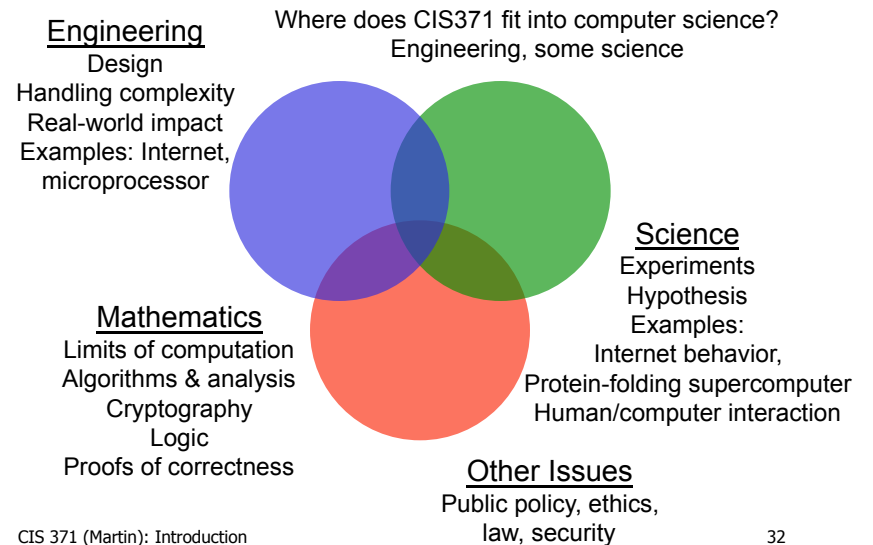 Where does CIS371 fit into computer science?
Engineering, some science
Engineering
Design
Handling complexity
Real-world impact
Examples: Internet,
microprocessor
Science
Experiments
Hypothesis
Examples:
Internet behavior,
Protein-folding supercomputer
Human/computer interaction
Mathematics
Limits of computation
Algorithms & analysis
Cryptography
Logic
Proofs of correctness
Other Issues
Public policy, ethics,
law, security
CIS 371 (Martin): Introduction
32